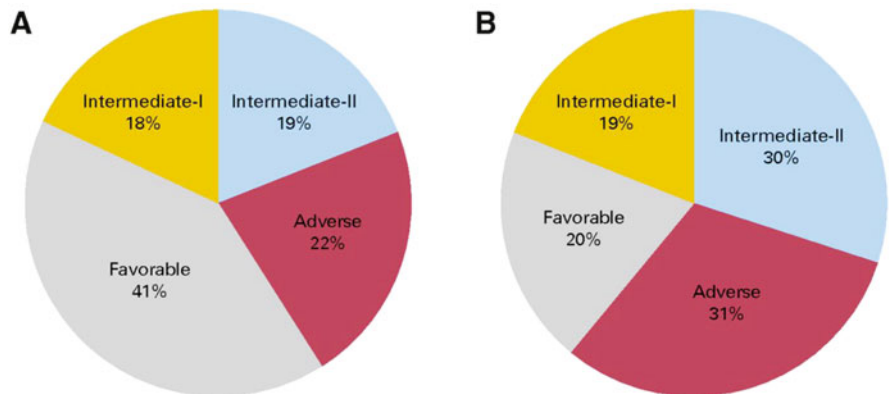 A
Intermediate-I
18%
Intermediate-II
19%
Adverse
22%
Favorable
41%
B
Intermediate-I
19%
Intermediate-II
30%
Favorable
20%
Adverse
31%